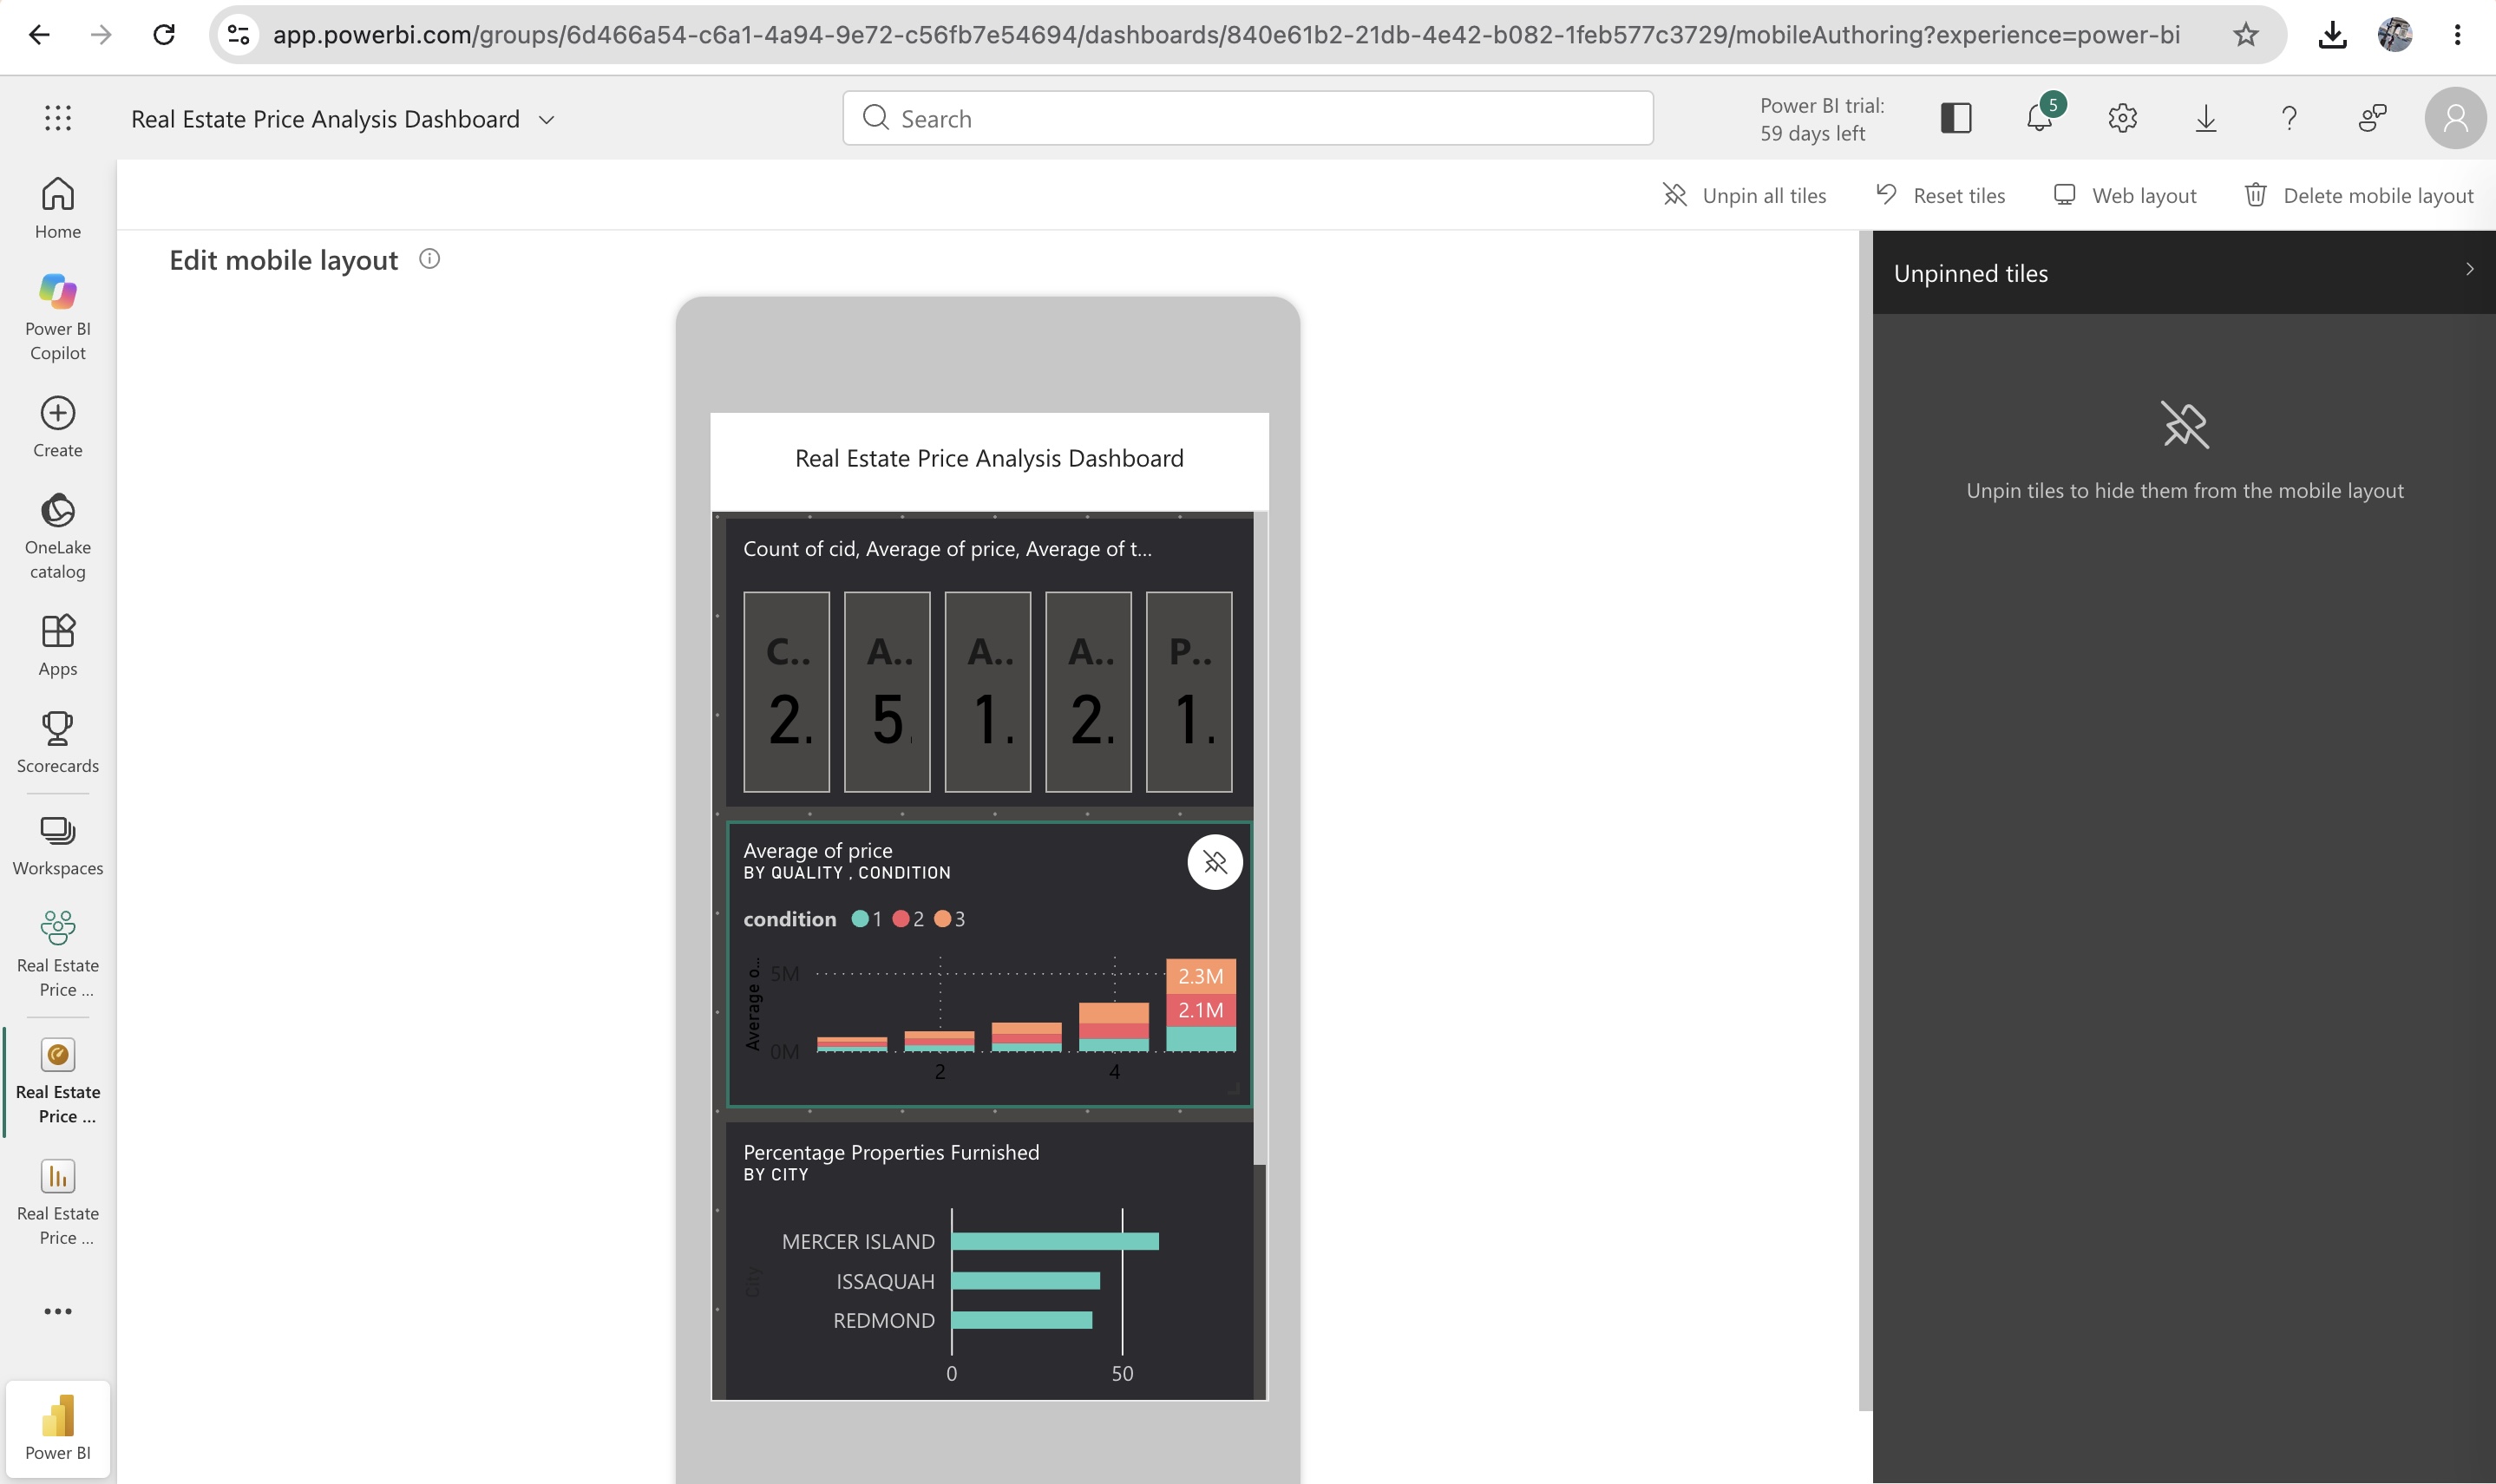 app.powerbi.com/groups/6d466a54-c6a1-4a94-9e72-c56fb7e54694/dashboards/840e61b2-21db-4e42-b082-1feb577c3729/mobileAuthoring?experience=power-bi
Real Estate Price Analysis Dashboard
Search
Power BI trial:
59 days left
5
Unpin all tiles
Reset tiles
Web layout
Delete mobile layout
Home
Power BI
Copilot
Create
OneLake
catalog
Apps
Scorecards
Workspaces
Real Estate
Price ...
Real Estate
Price ...
Real Estate
Price ...
Power BI
Edit mobile layout
Real Estate Price Analysis Dashboard
Count of cid, Average of price, Average of t...
C.. A.. A.. A.. P..
2. 5. 1. 2. 1.
Average of price
BY QUALITY , CONDITION
condition 1 2 3
Average o...
5M
0M
2.3M
2.1M
2 4
Percentage Properties Furnished
BY CITY
City
MERCER ISLAND
ISSAQUAH
REDMOND
0 50
Unpinned tiles
Unpin tiles to hide them from the mobile layout